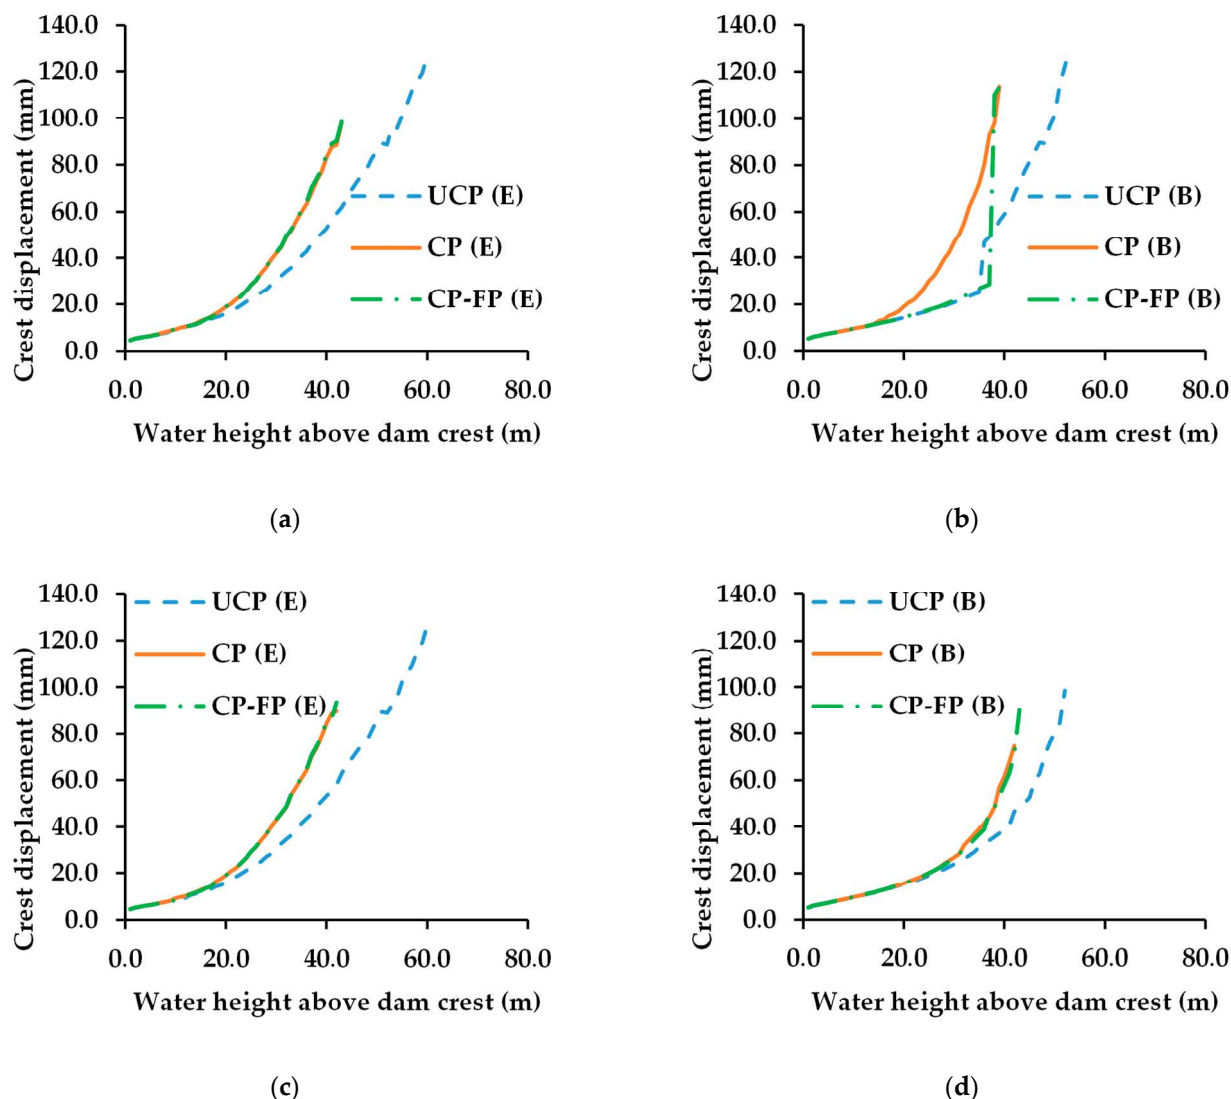 140.0
120.0
100.0
80.0
60.0
40.0
20.0
0.0
Crest displacement (mm)
UCP (E)
CP (E)
CP-FP (E)
0.0 20.0 40.0 60.0 80.0
Water height above dam crest (m)
(a)
140.0
120.0
100.0
80.0
60.0
40.0
20.0
0.0
Crest displacement (mm)
UCP (B)
CP (B)
CP-FP (B)
0.0 20.0 40.0 60.0 80.0
Water height above dam crest (m)
(b)
140.0
120.0
100.0
80.0
60.0
40.0
20.0
0.0
Crest displacement (mm)
UCP (E)
CP (E)
CP-FP (E)
0.0 20.0 40.0 60.0 80.0
Water height above dam crest (m)
(c)
140.0
120.0
100.0
80.0
60.0
40.0
20.0
0.0
Crest displacement (mm)
UCP (B)
CP (B)
CP-FP (B)
0.0 20.0 40.0 60.0 80.0
Water height above dam crest (m)
(d)